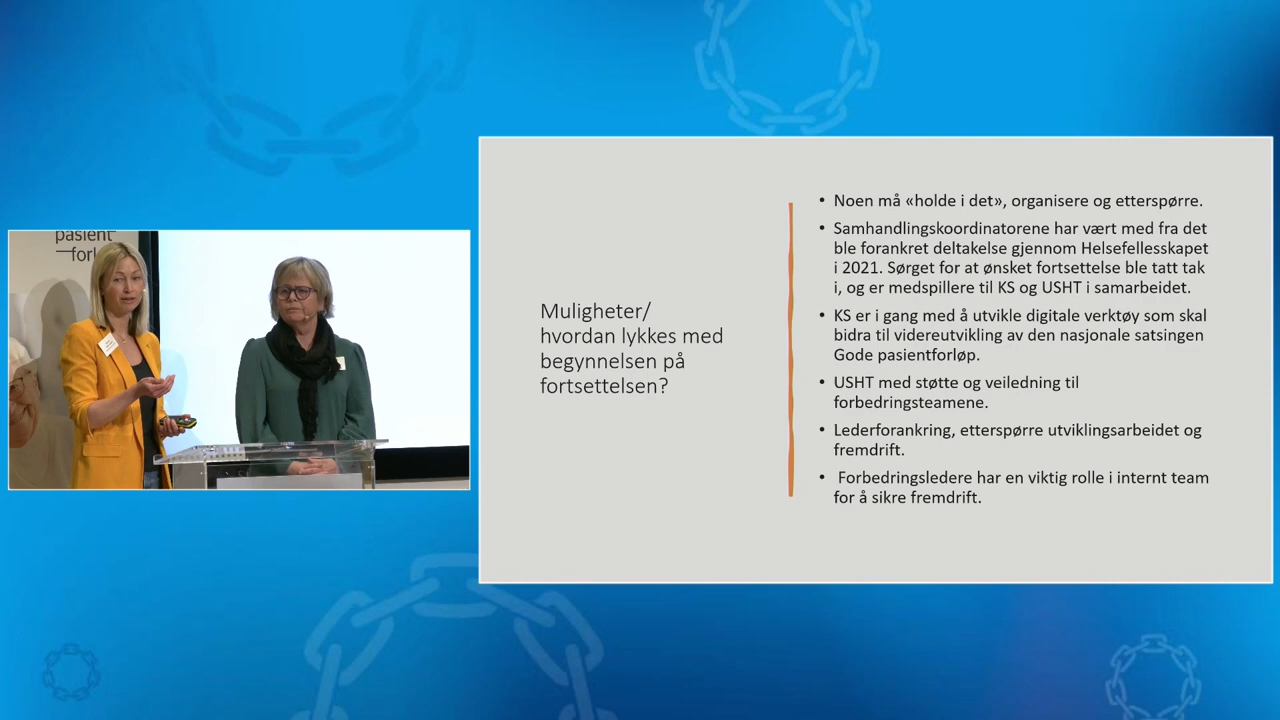 pasient
forl
Muligheter/
hvordan lykkes med
begynnelsen på
fortsettelsen?
• Noen må «holde i det», organisere og etterspørre.
• Samhandlingskoordinatorene har vært med fra det
ble forankret deltakelse gjennom Helsefellesskapet
i 2021. Sørget for at ønsket fortsettelse ble tatt tak
i, og er medspillere til KS og USHT i samarbeidet.
• KS er i gang med å utvikle digitale verktøy som skal
bidra til videreutvikling av den nasjonale satsingen
Gode pasientforløp.
• USHT med støtte og veiledning til
forbedringsteamene.
• Lederforankring, etterspørre utviklingsarbeidet og
fremdrift.
• Forbedringsledere har en viktig rolle i internt team
for å sikre fremdrift.